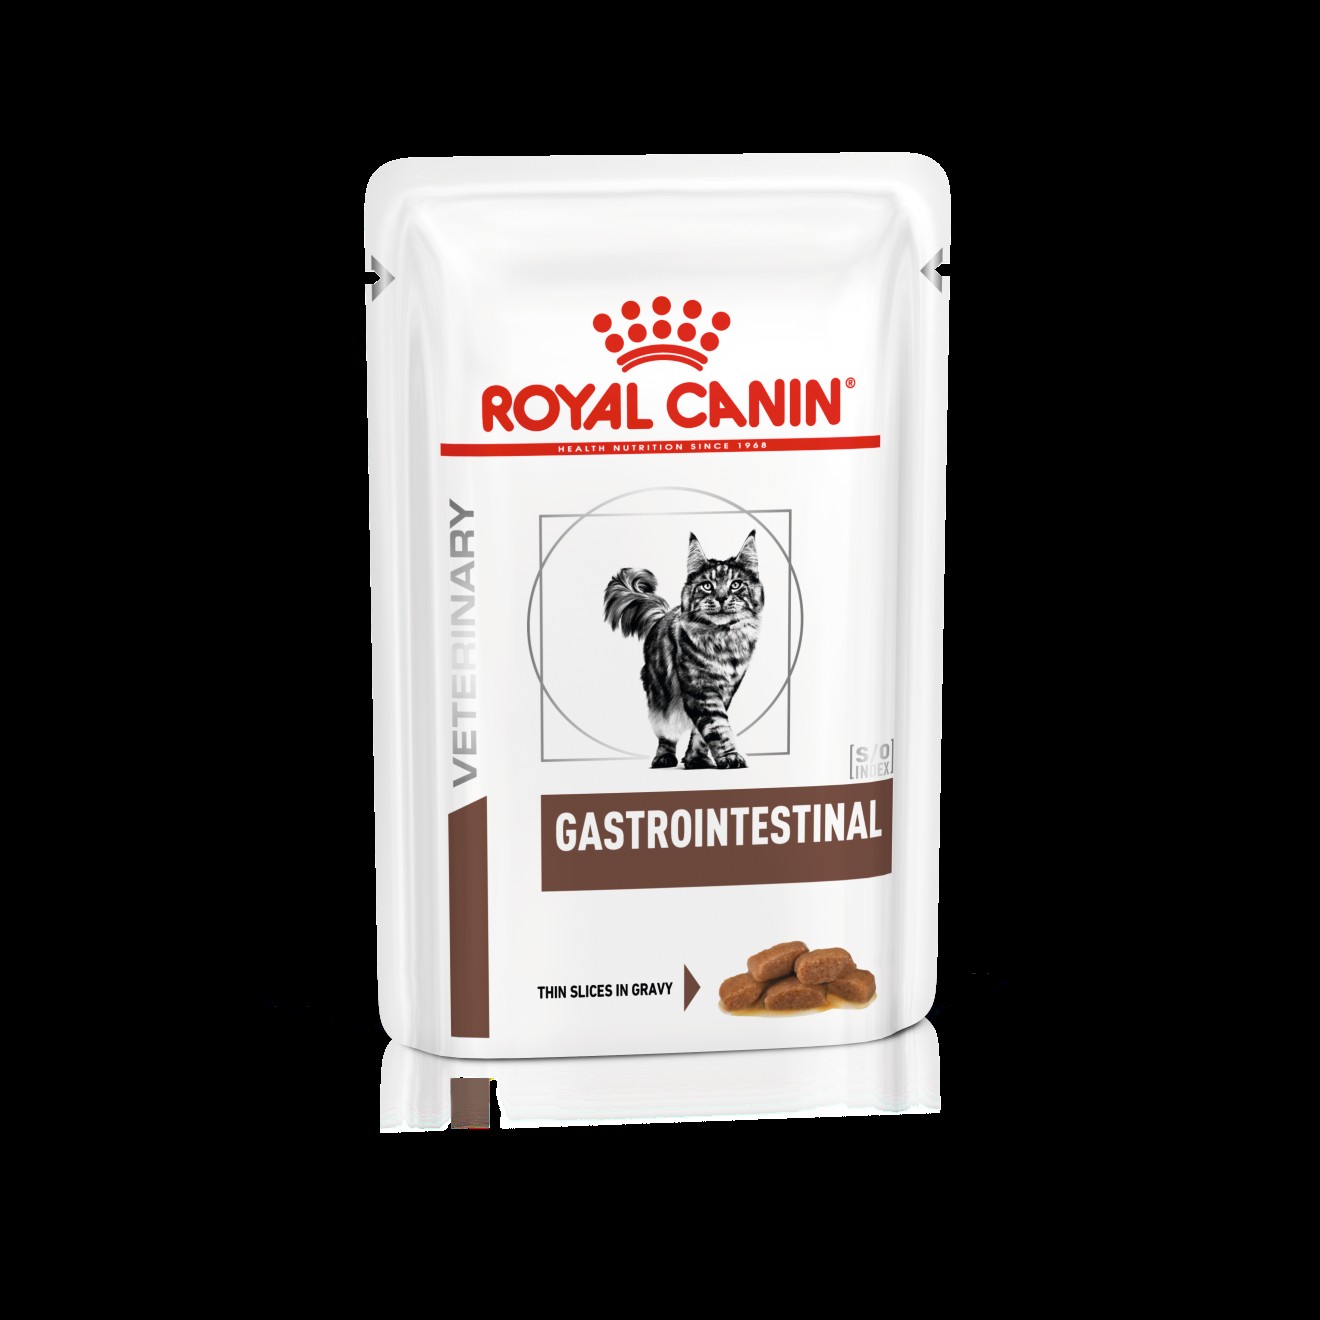 ROYAL CANIN®
HEALTH NUTRITION SINCE 1968
VETERINARY
[S/O
INDEX]
GASTROINTESTINAL
THIN SLICES IN GRAVY